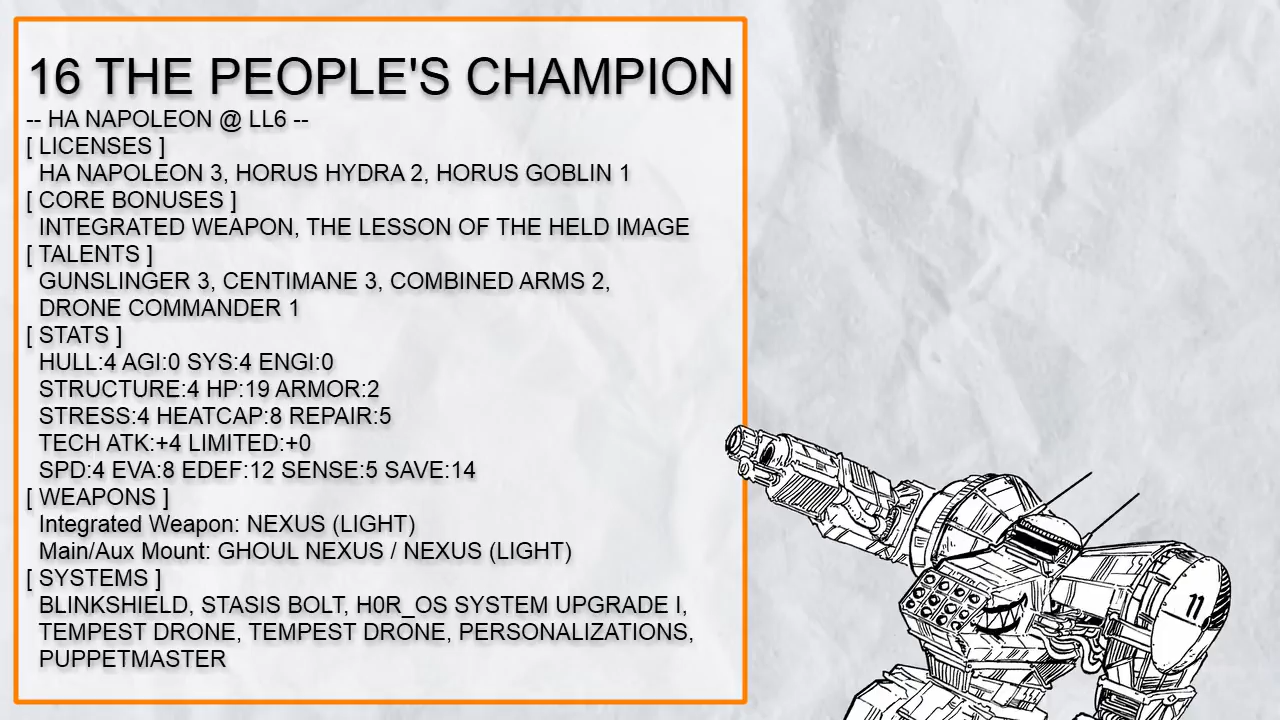 16 THE PEOPLE'S CHAMPION
-- HA NAPOLEON @ LL6 --
[ LICENSES ]
HA NAPOLEON 3, HORUS HYDRA 2, HORUS GOBLIN 1
[ CORE BONUSES ]
INTEGRATED WEAPON, THE LESSON OF THE HELD IMAGE
[ TALENTS ]
GUNSLINGER 3, CENTIMANE 3, COMBINED ARMS 2,
DRONE COMMANDER 1
[ STATS ]
HULL:4 AGI:0 SYS:4 ENGI:0
STRUCTURE:4 HP:19 ARMOR:2
STRESS:4 HEATCAP:8 REPAIR:5
TECH ATK:+4 LIMITED:+0
SPD:4 EVA:8 EDEF:12 SENSE:5 SAVE:14
[ WEAPONS ]
Integrated Weapon: NEXUS (LIGHT)
Main/Aux Mount: GHOUL NEXUS / NEXUS (LIGHT)
[ SYSTEMS ]
BLINKSHIELD, STASIS BOLT, H0R_OS SYSTEM UPGRADE I,
TEMPEST DRONE, TEMPEST DRONE, PERSONALIZATIONS,
PUPPETMASTER
11